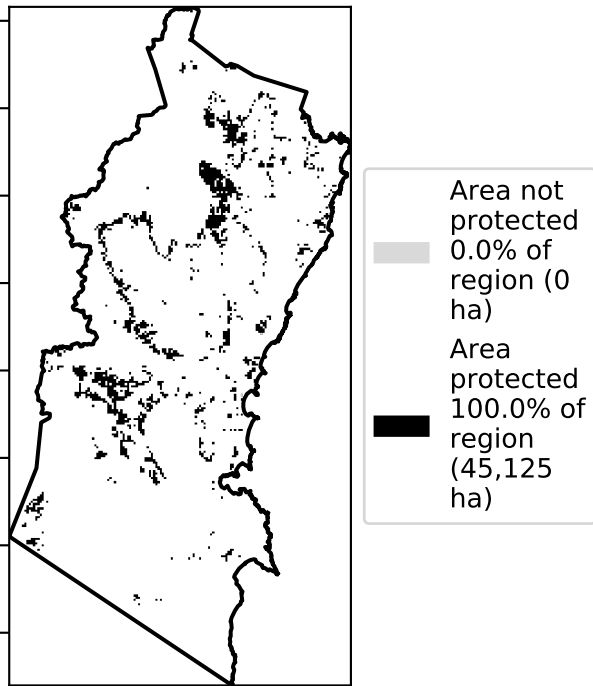 Area not
protected
0.0% of
region (0
ha)
Area
protected
100.0% of
region
(45,125
ha)